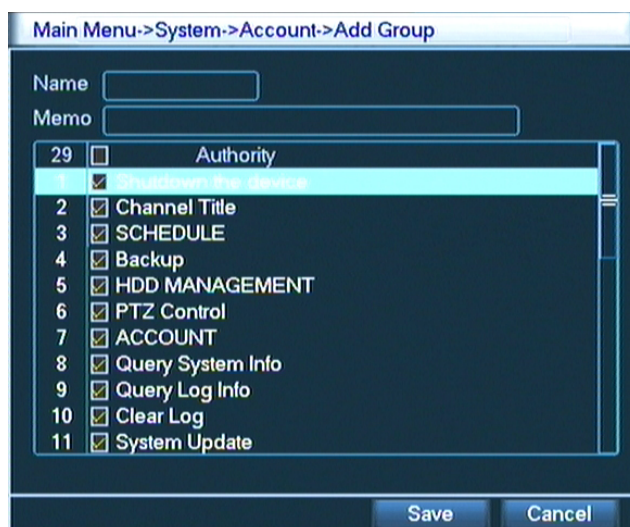 Main Menu->System->Account->Add Group
Name
Memo
29 Authority
1 Shutdown the device
2 Channel Title
3 SCHEDULE
4 Backup
5 HDD MANAGEMENT
6 PTZ Control
7 ACCOUNT
8 Query System Info
9 Query Log Info
10 Clear Log
11 System Update
Save Cancel